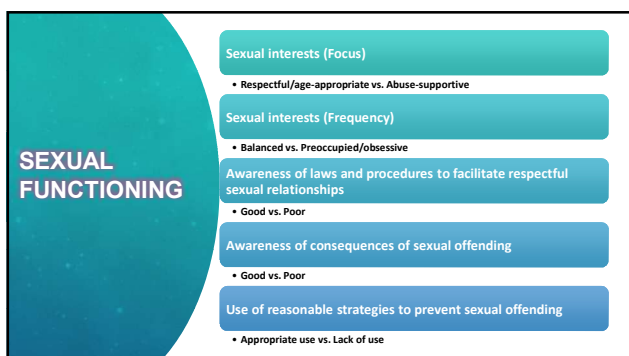 SEXUAL
FUNCTIONING
Sexual interests (Focus)
• Respectful/age-appropriate vs. Abuse-supportive
Sexual interests (Frequency)
• Balanced vs. Preoccupied/obsessive
Awareness of laws and procedures to facilitate respectful
sexual relationships
• Good vs. Poor
Awareness of consequences of sexual offending
• Good vs. Poor
Use of reasonable strategies to prevent sexual offending
• Appropriate use vs. Lack of use